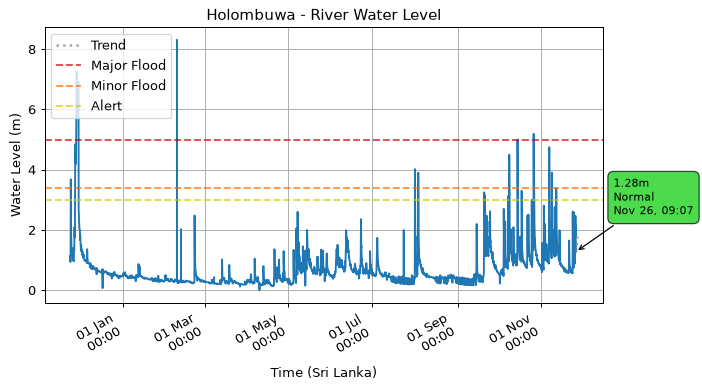 Holombuwa - River Water Level
Trend
Major Flood
Minor Flood
Alert
Water Level (m)
8
6
4
2
0
1.28m
Normal
Nov 26, 09:07
01 Jan
00:00
01 Mar
00:00
01 May
00:00
01 Jul
00:00
01 Sep
00:00
01 Nov
00:00
Time (Sri Lanka)